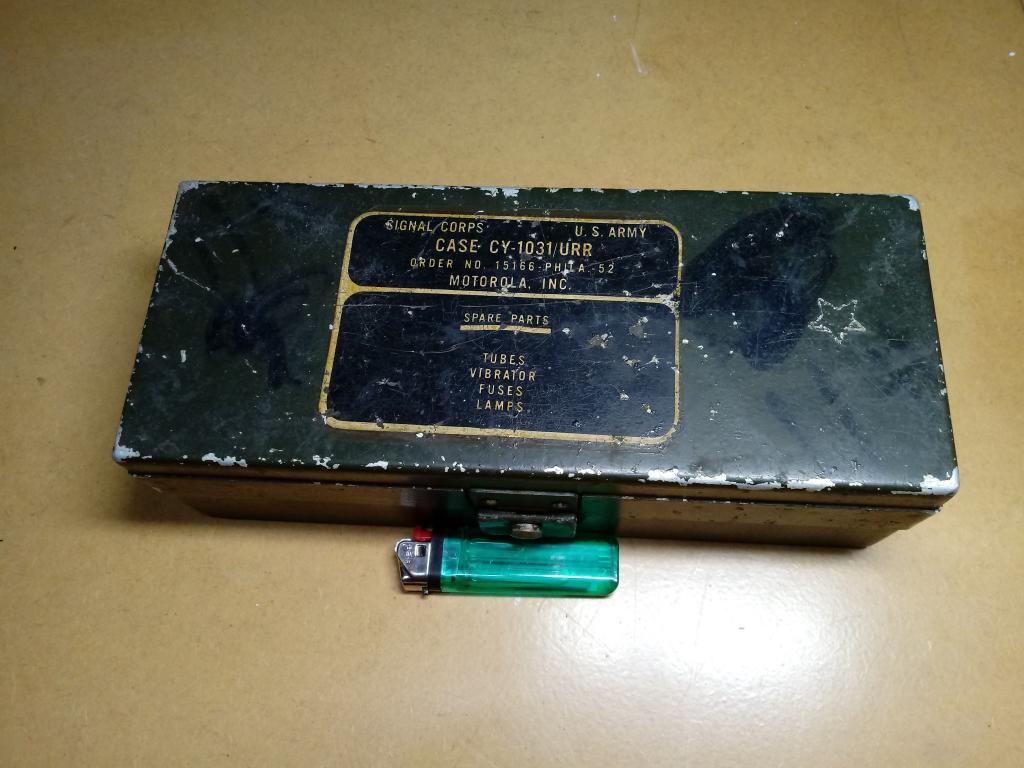 SIGNAL CORPS U.S. ARMY
CASE CY-1031/URR
ORDER NO. 15166-PHILA-52
MOTOROLA, INC.
SPARE PARTS
TUBES
VIBRATOR
FUSES
LAMPS